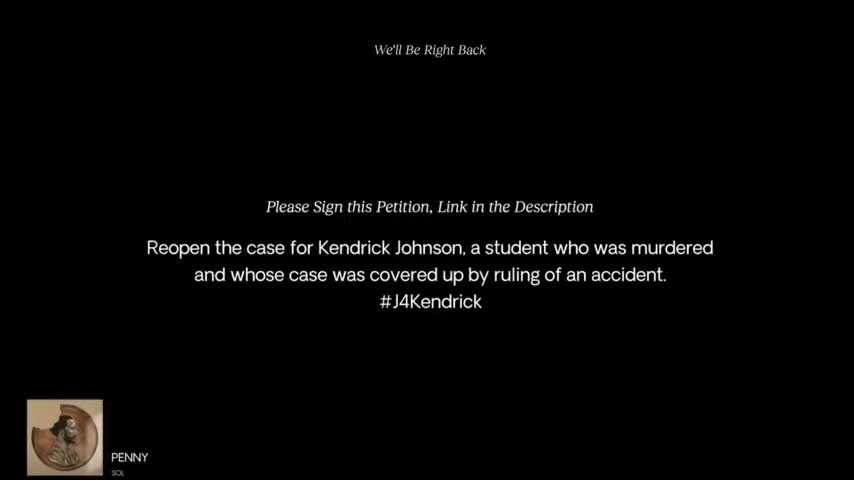 We'll Be Right Back
Please Sign this Petition, Link in the Description
Reopen the case for Kendrick Johnson, a student who was murdered
and whose case was covered up by ruling of an accident.
#J4Kendrick
PENNY
SOL